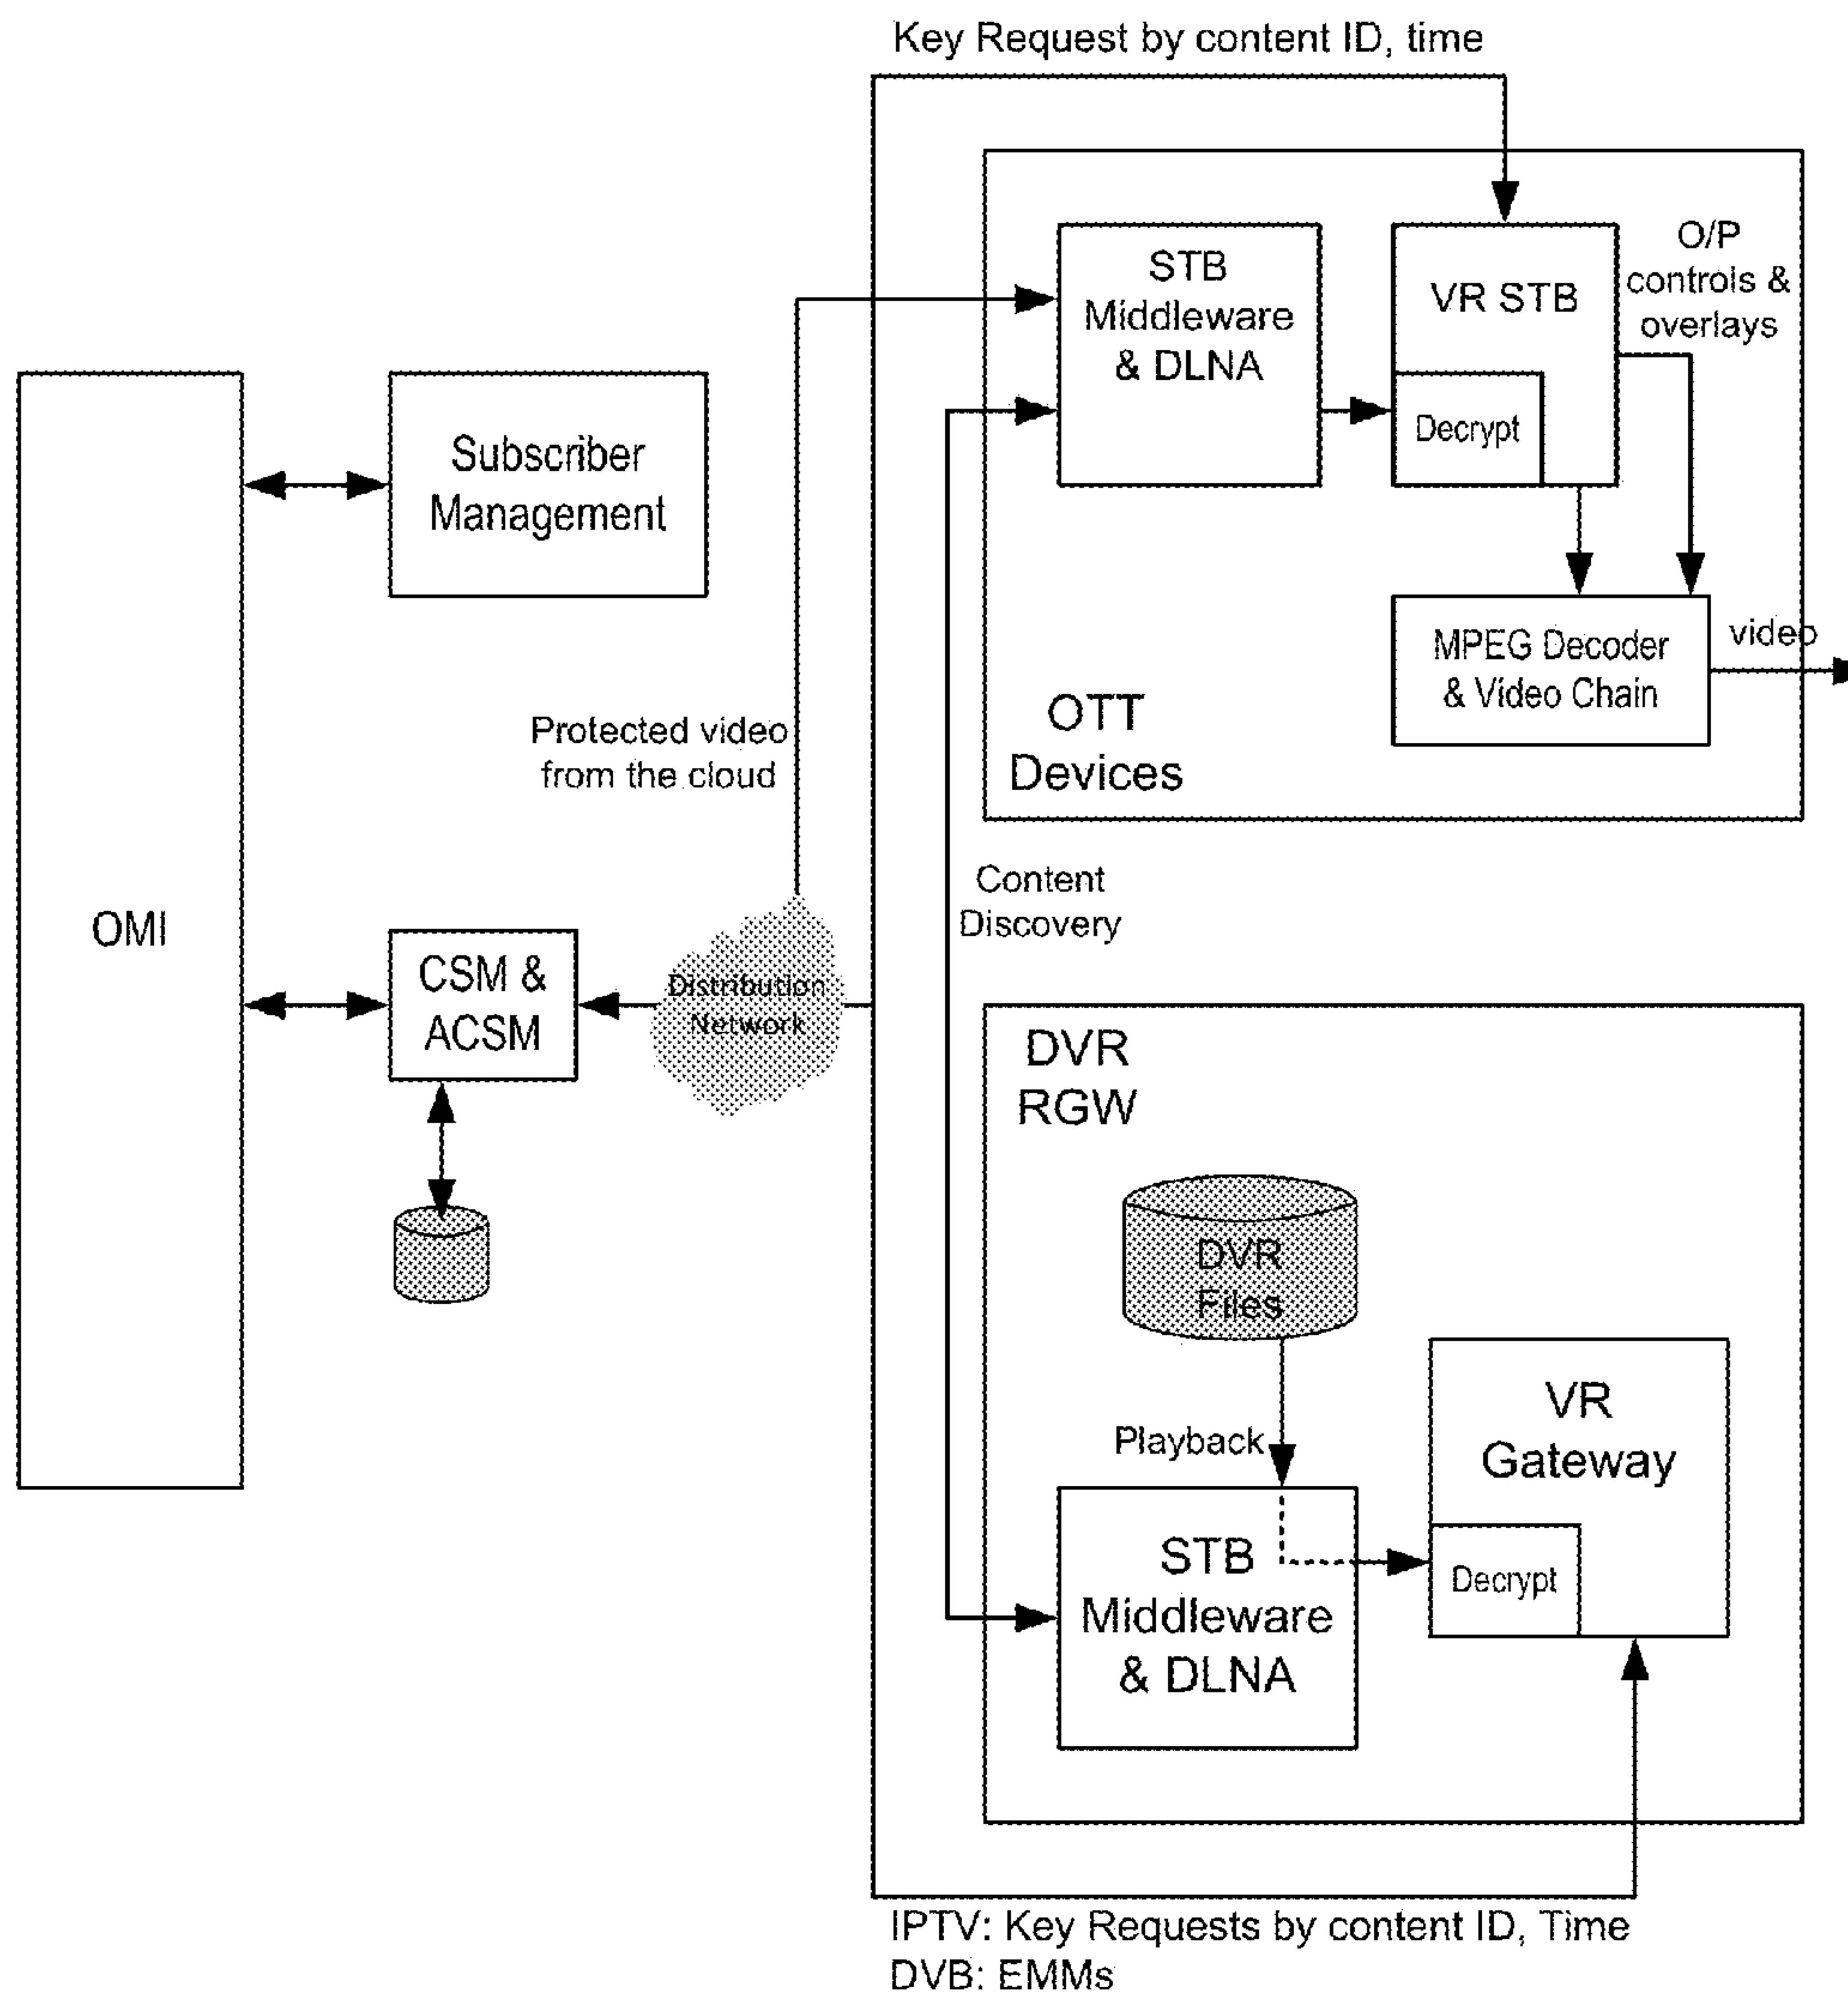 Key Request by content ID, time
STB
Middleware
& DLNA
VR STB
Decrypt
O/P
controls &
overlays
MPEG Decoder
& Video Chain
video
OTT
Devices
OMI
Subscriber
Management
Protected video
from the cloud
CSM &
ACSM
Distribution
Network
Content
Discovery
DVR
RGW
DVR
Files
Playback
STB
Middleware
& DLNA
VR
Gateway
Decrypt
IPTV: Key Requests by content ID, Time
DVB: EMMs